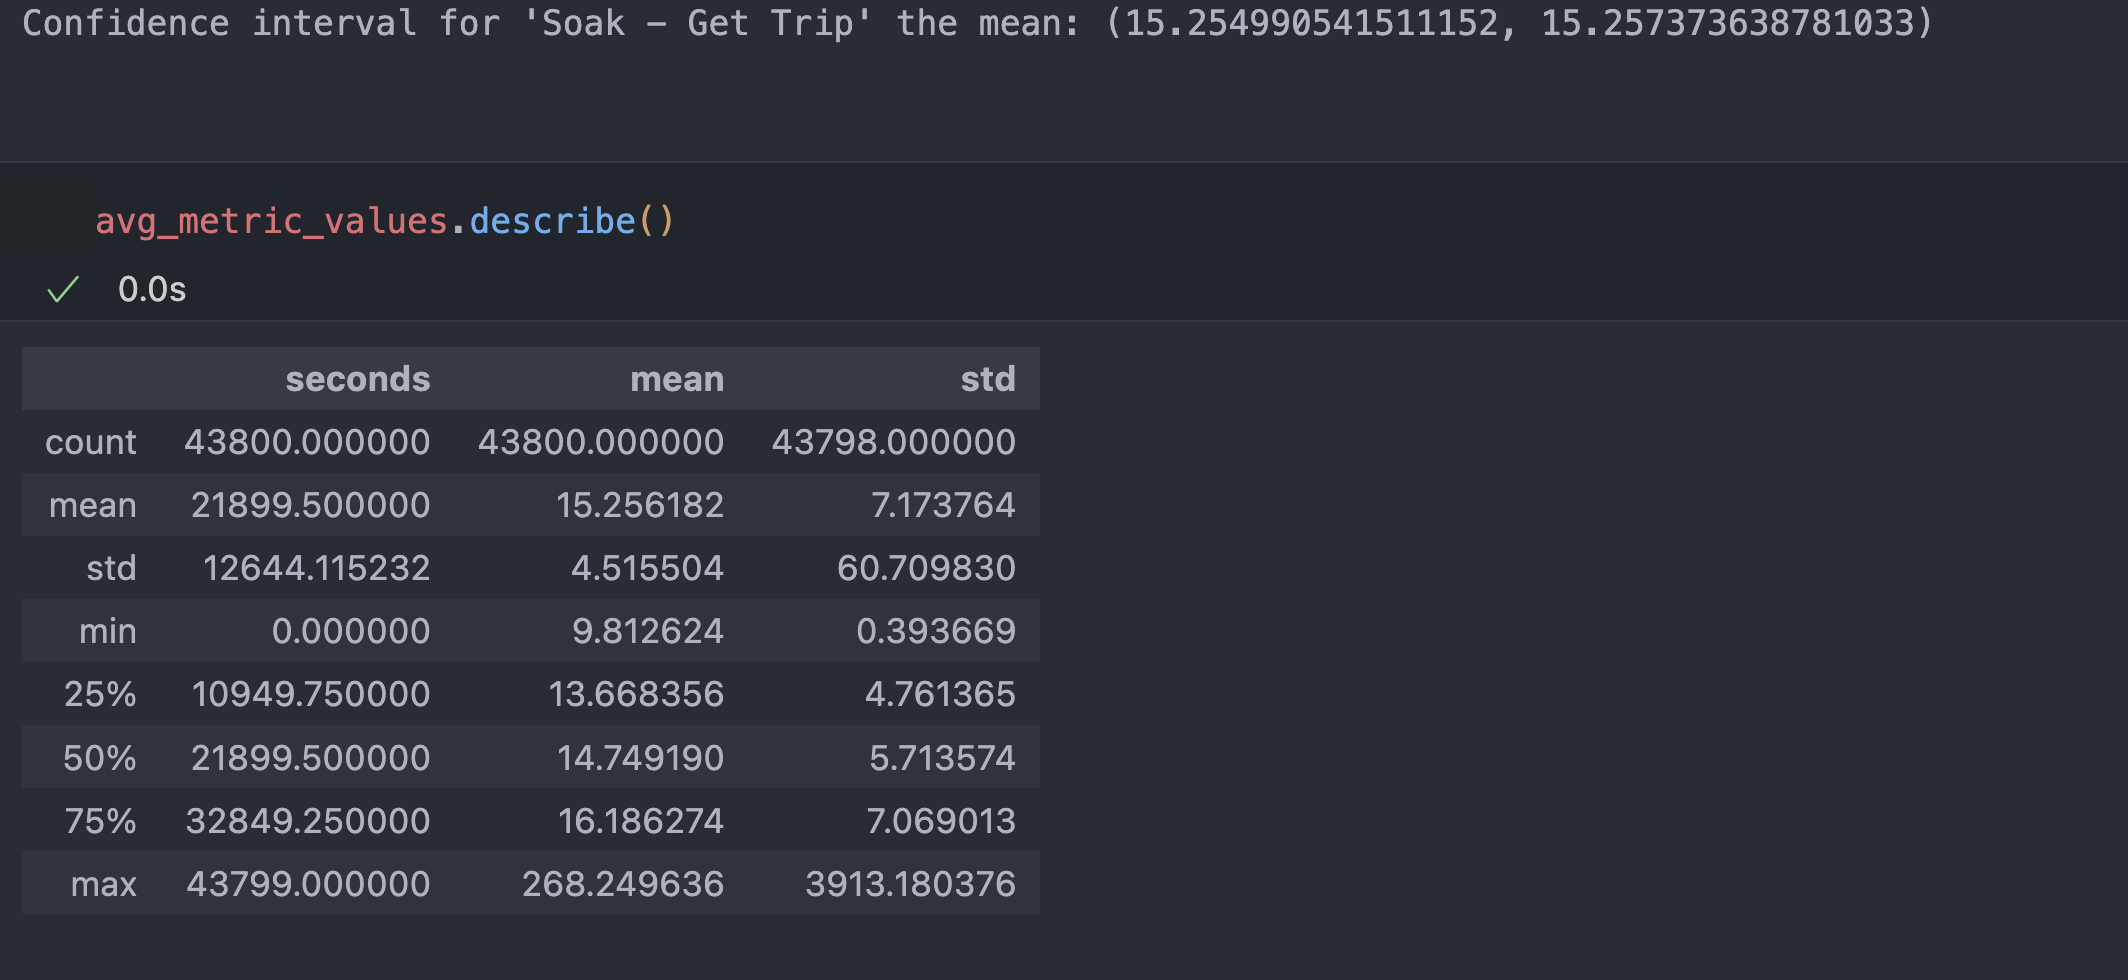 Confidence interval for 'Soak – Get Trip' the mean: (15.254990541511152, 15.257373638781033)
avg_metric_values.describe()
0.0s
seconds mean std
count 43800.000000 43800.000000 43798.000000
mean 21899.500000 15.256182 7.173764
std 12644.115232 4.515504 60.709830
min 0.000000 9.812624 0.393669
25% 10949.750000 13.668356 4.761365
50% 21899.500000 14.749190 5.713574
75% 32849.250000 16.186274 7.069013
max 43799.000000 268.249636 3913.180376